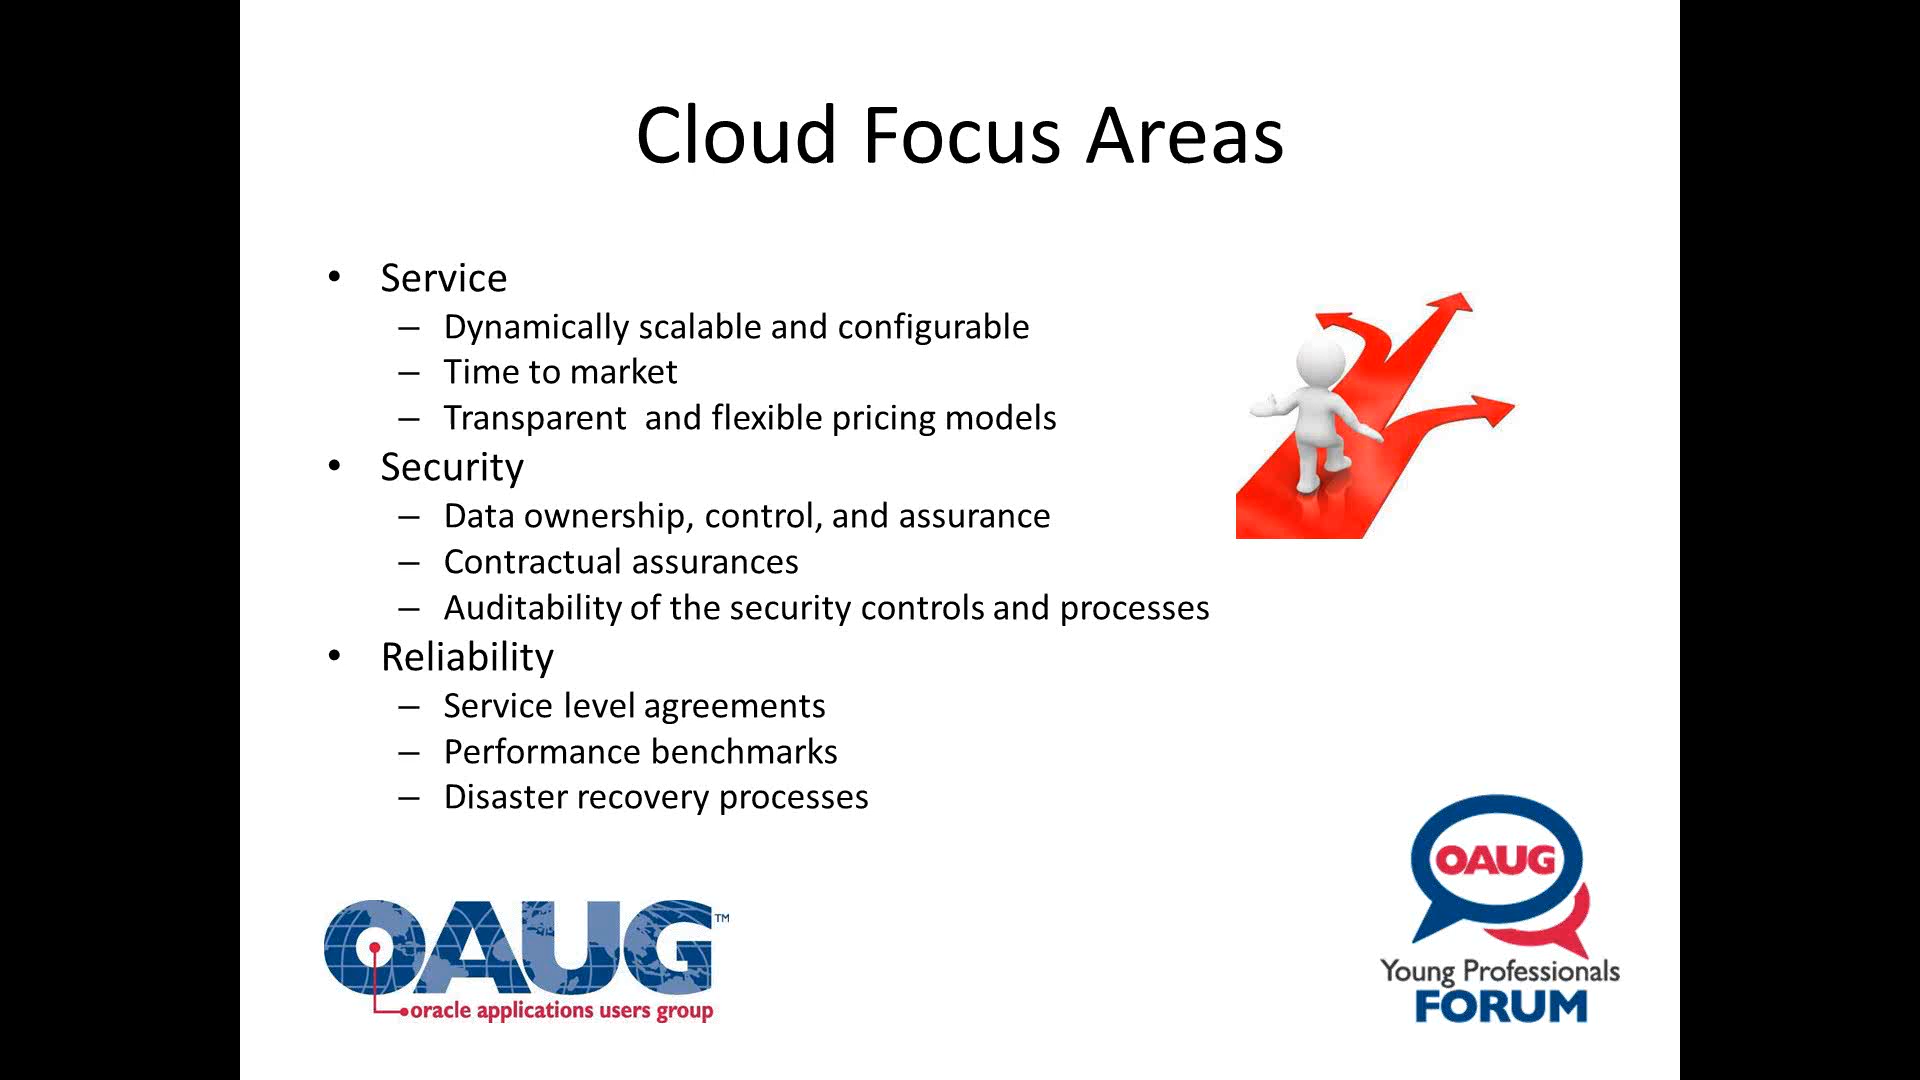 Cloud Focus Areas
• Service
– Dynamically scalable and configurable
– Time to market
– Transparent  and flexible pricing models
• Security
– Data ownership, control, and assurance
– Contractual assurances
– Auditability of the security controls and processes
• Reliability
– Service level agreements
– Performance benchmarks
– Disaster recovery processes
OAUG™
oracle applications users group
OAUG
Young Professionals
FORUM